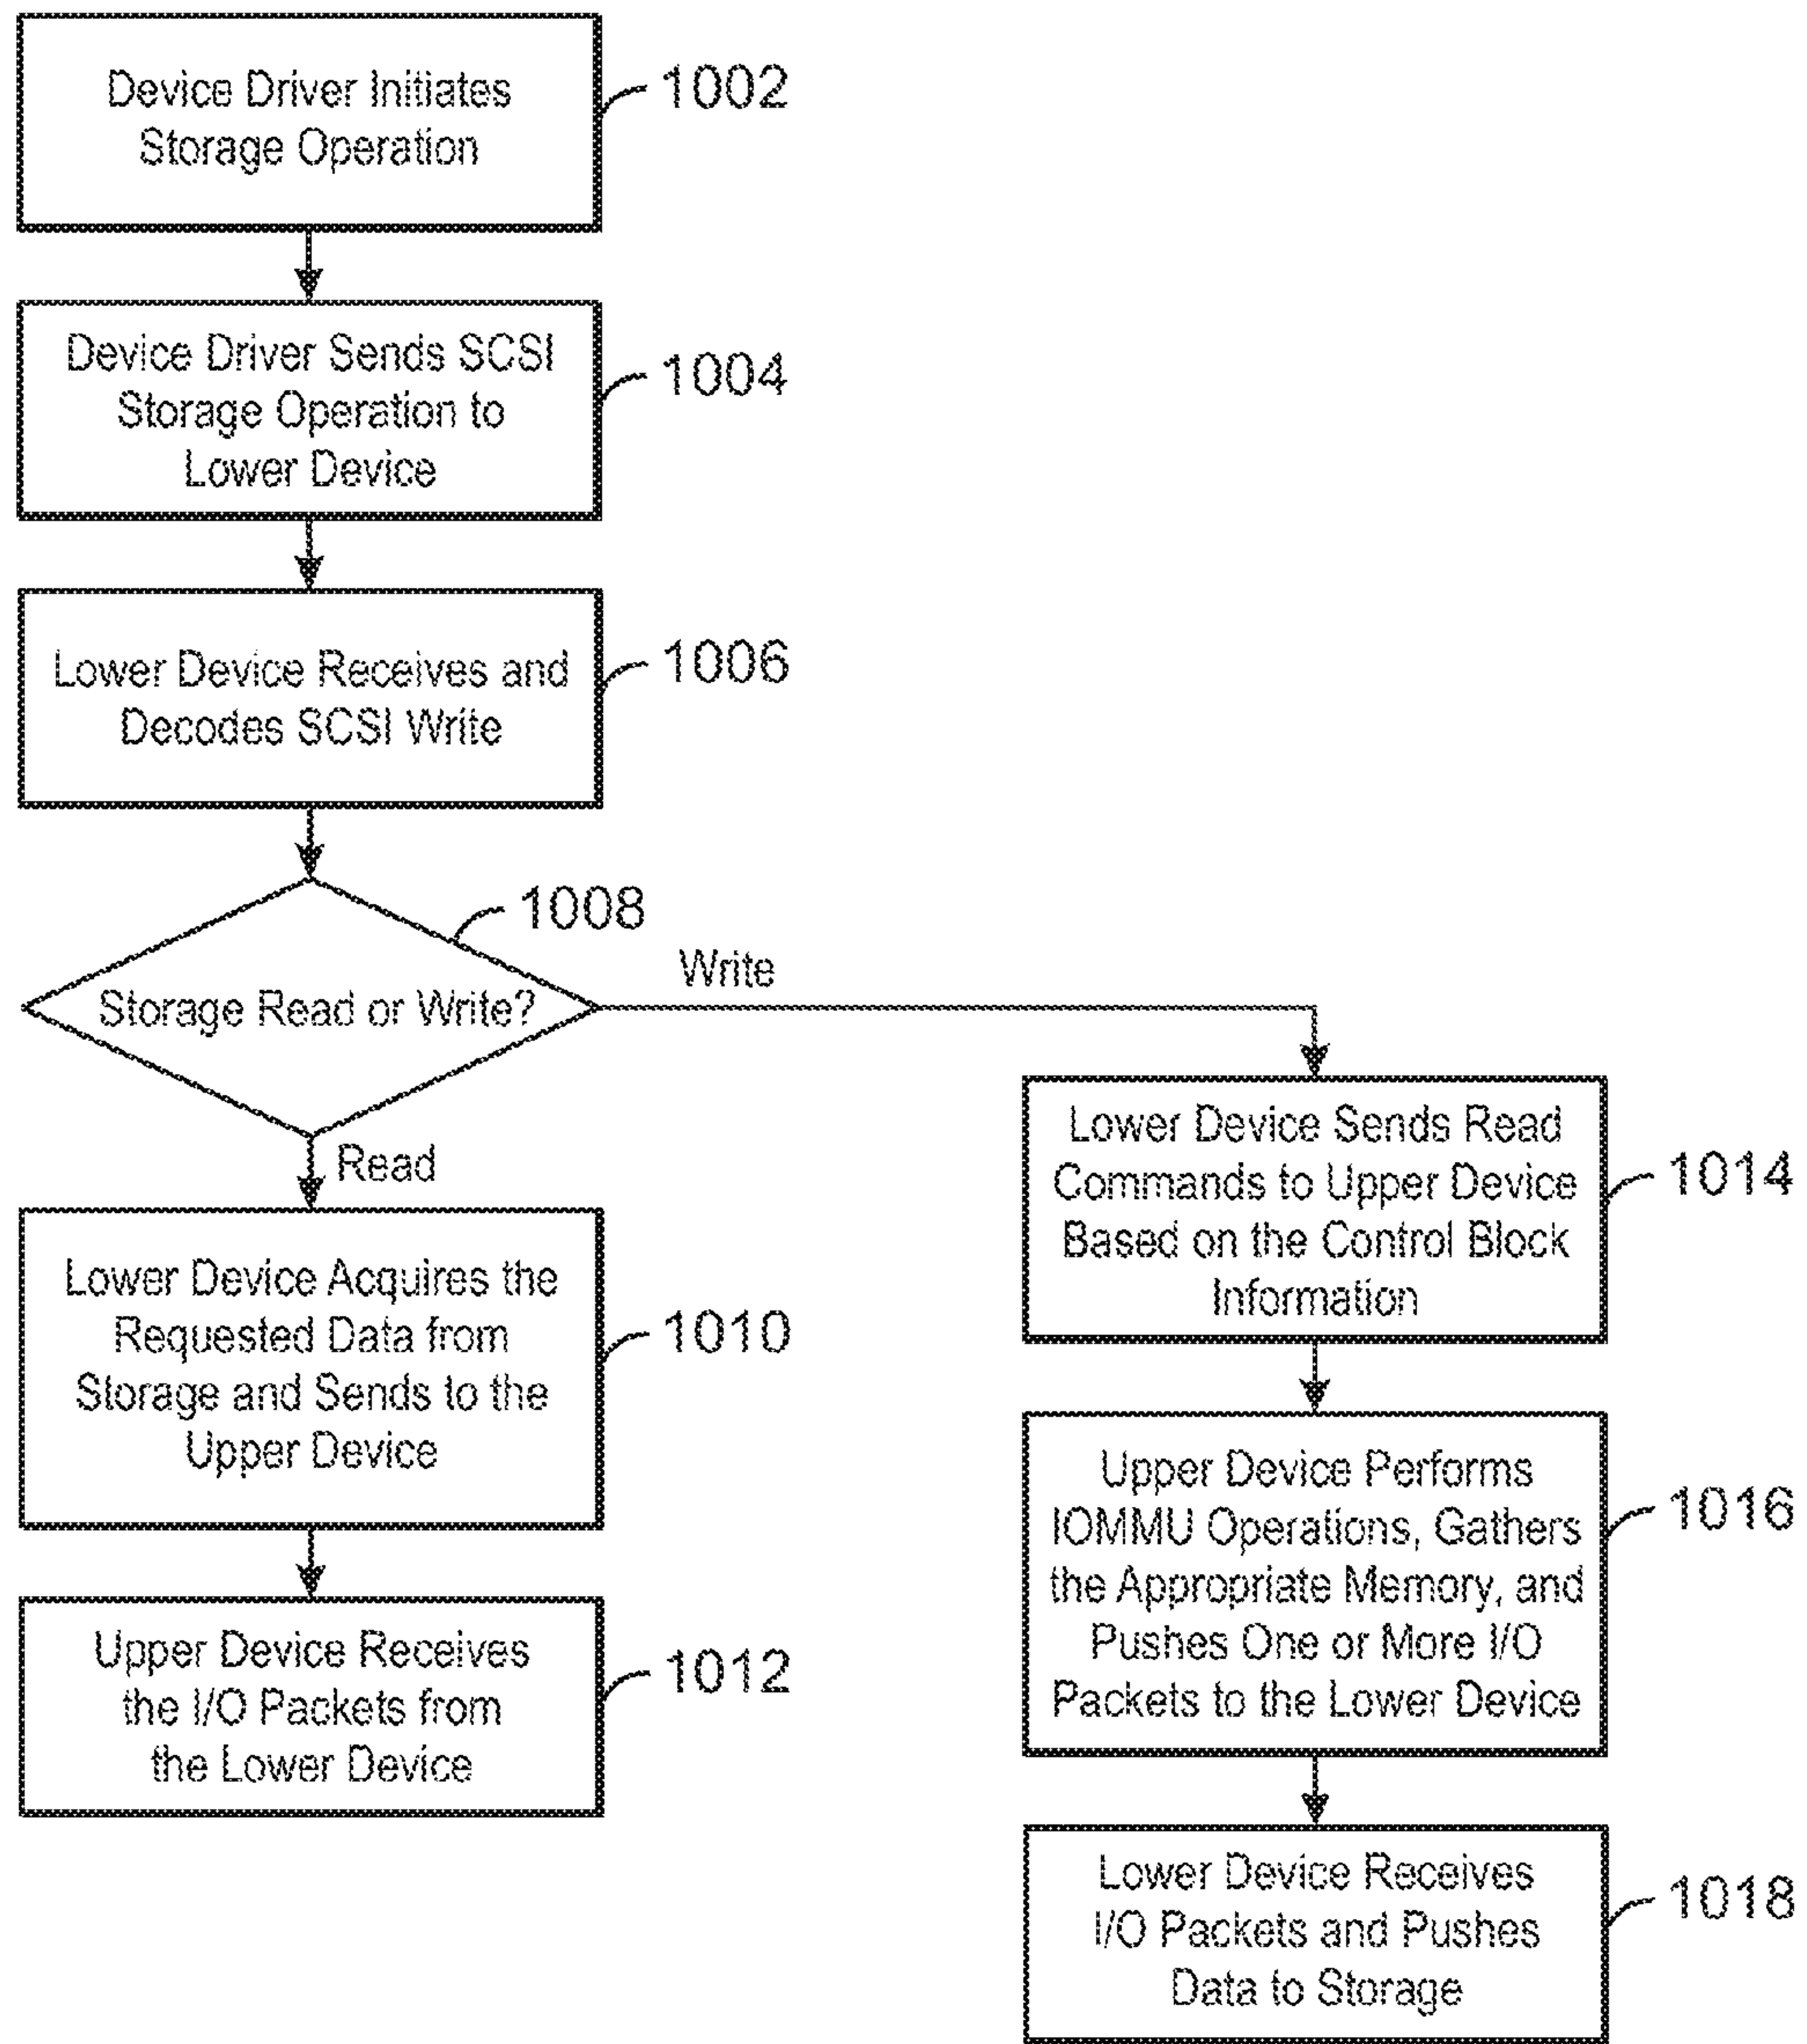 Device Driver Initiates
Storage Operation
1002
Device Driver Sends SCSI
Storage Operation to
Lower Device
1004
Lower Device Receives and
Decodes SCSI Write
1006
1008
Storage Read or Write?
Write
Read
Lower Device Acquires the
Requested Data from
Storage and Sends to the
Upper Device
1010
Upper Device Receives
the I/O Packets from
the Lower Device
1012
Lower Device Sends Read
Commands to Upper Device
Based on the Control Block
Information
1014
Upper Device Performs
IOMMU Operations, Gathers
the Appropriate Memory, and
Pushes One or More I/O
Packets to the Lower Device
1016
Lower Device Receives
I/O Packets and Pushes
Data to Storage
1018